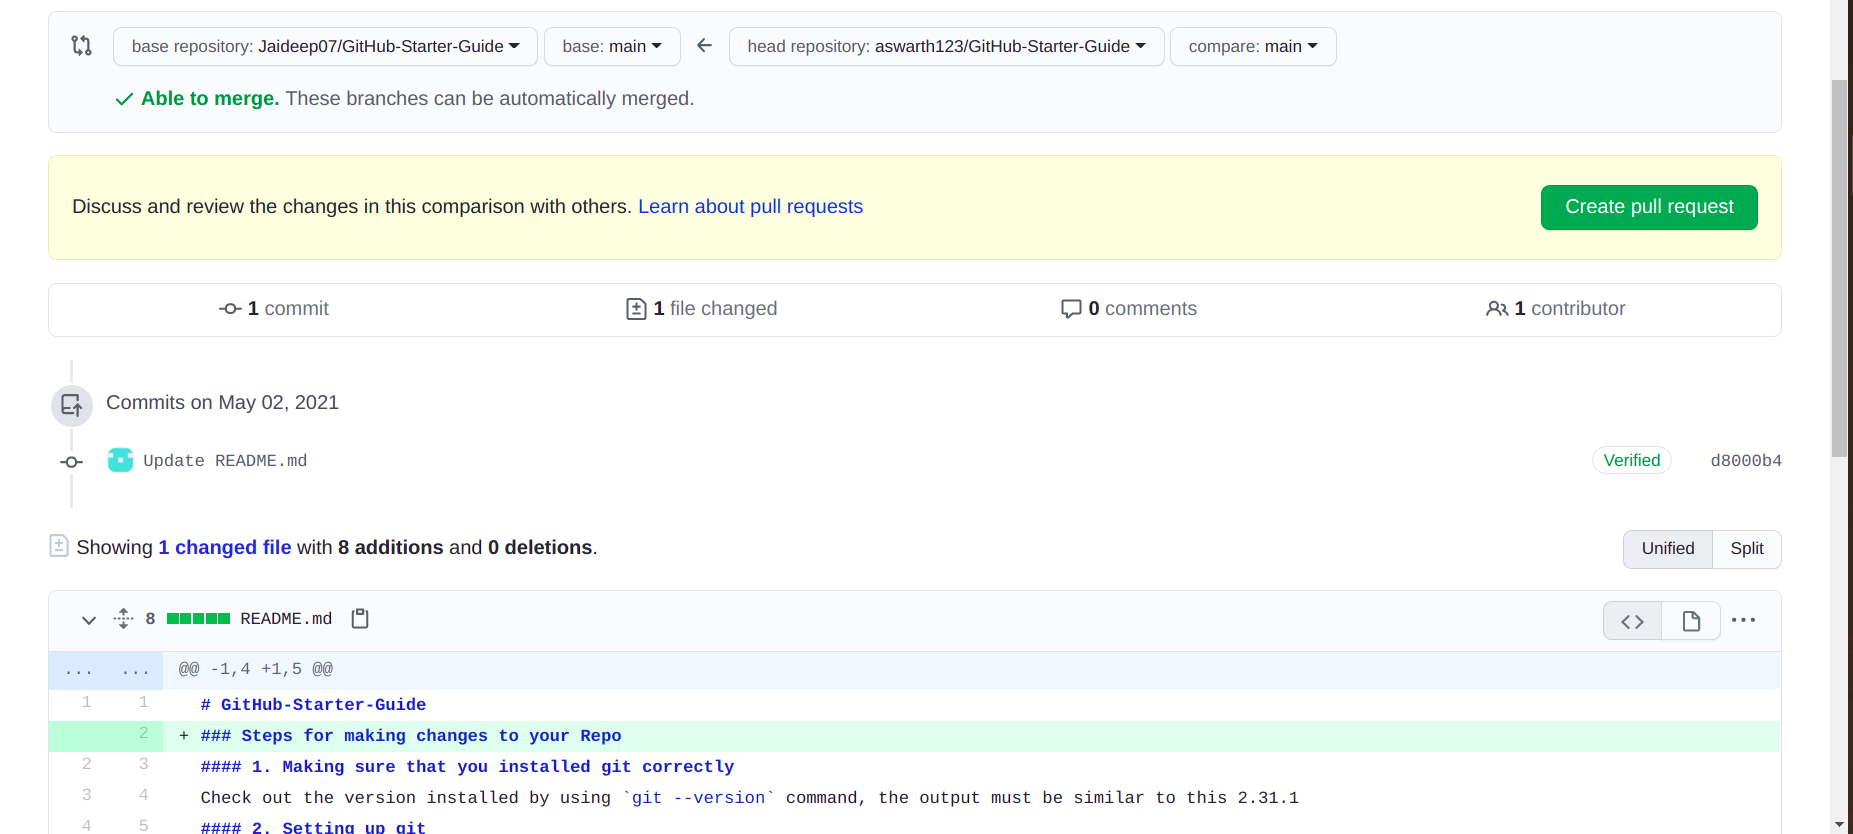 base repository: Jaideep07/GitHub-Starter-Guide base: main head repository: aswarth123/GitHub-Starter-Guide compare: main
Able to merge. These branches can be automatically merged.
Discuss and review the changes in this comparison with others. Learn about pull requests Create pull request
1 commit 1 file changed 0 comments 1 contributor
Commits on May 02, 2021
Update README.md Verified d8000b4
Showing 1 changed file with 8 additions and 0 deletions. Unified Split
8 README.md
... ... @@ -1,4 +1,5 @@
1 1 # GitHub-Starter-Guide
2 + ### Steps for making changes to your Repo
2 3 #### 1. Making sure that you installed git correctly
3 4 Check out the version installed by using `git --version` command, the output must be similar to this 2.31.1
4 5 #### 2. Setting up git